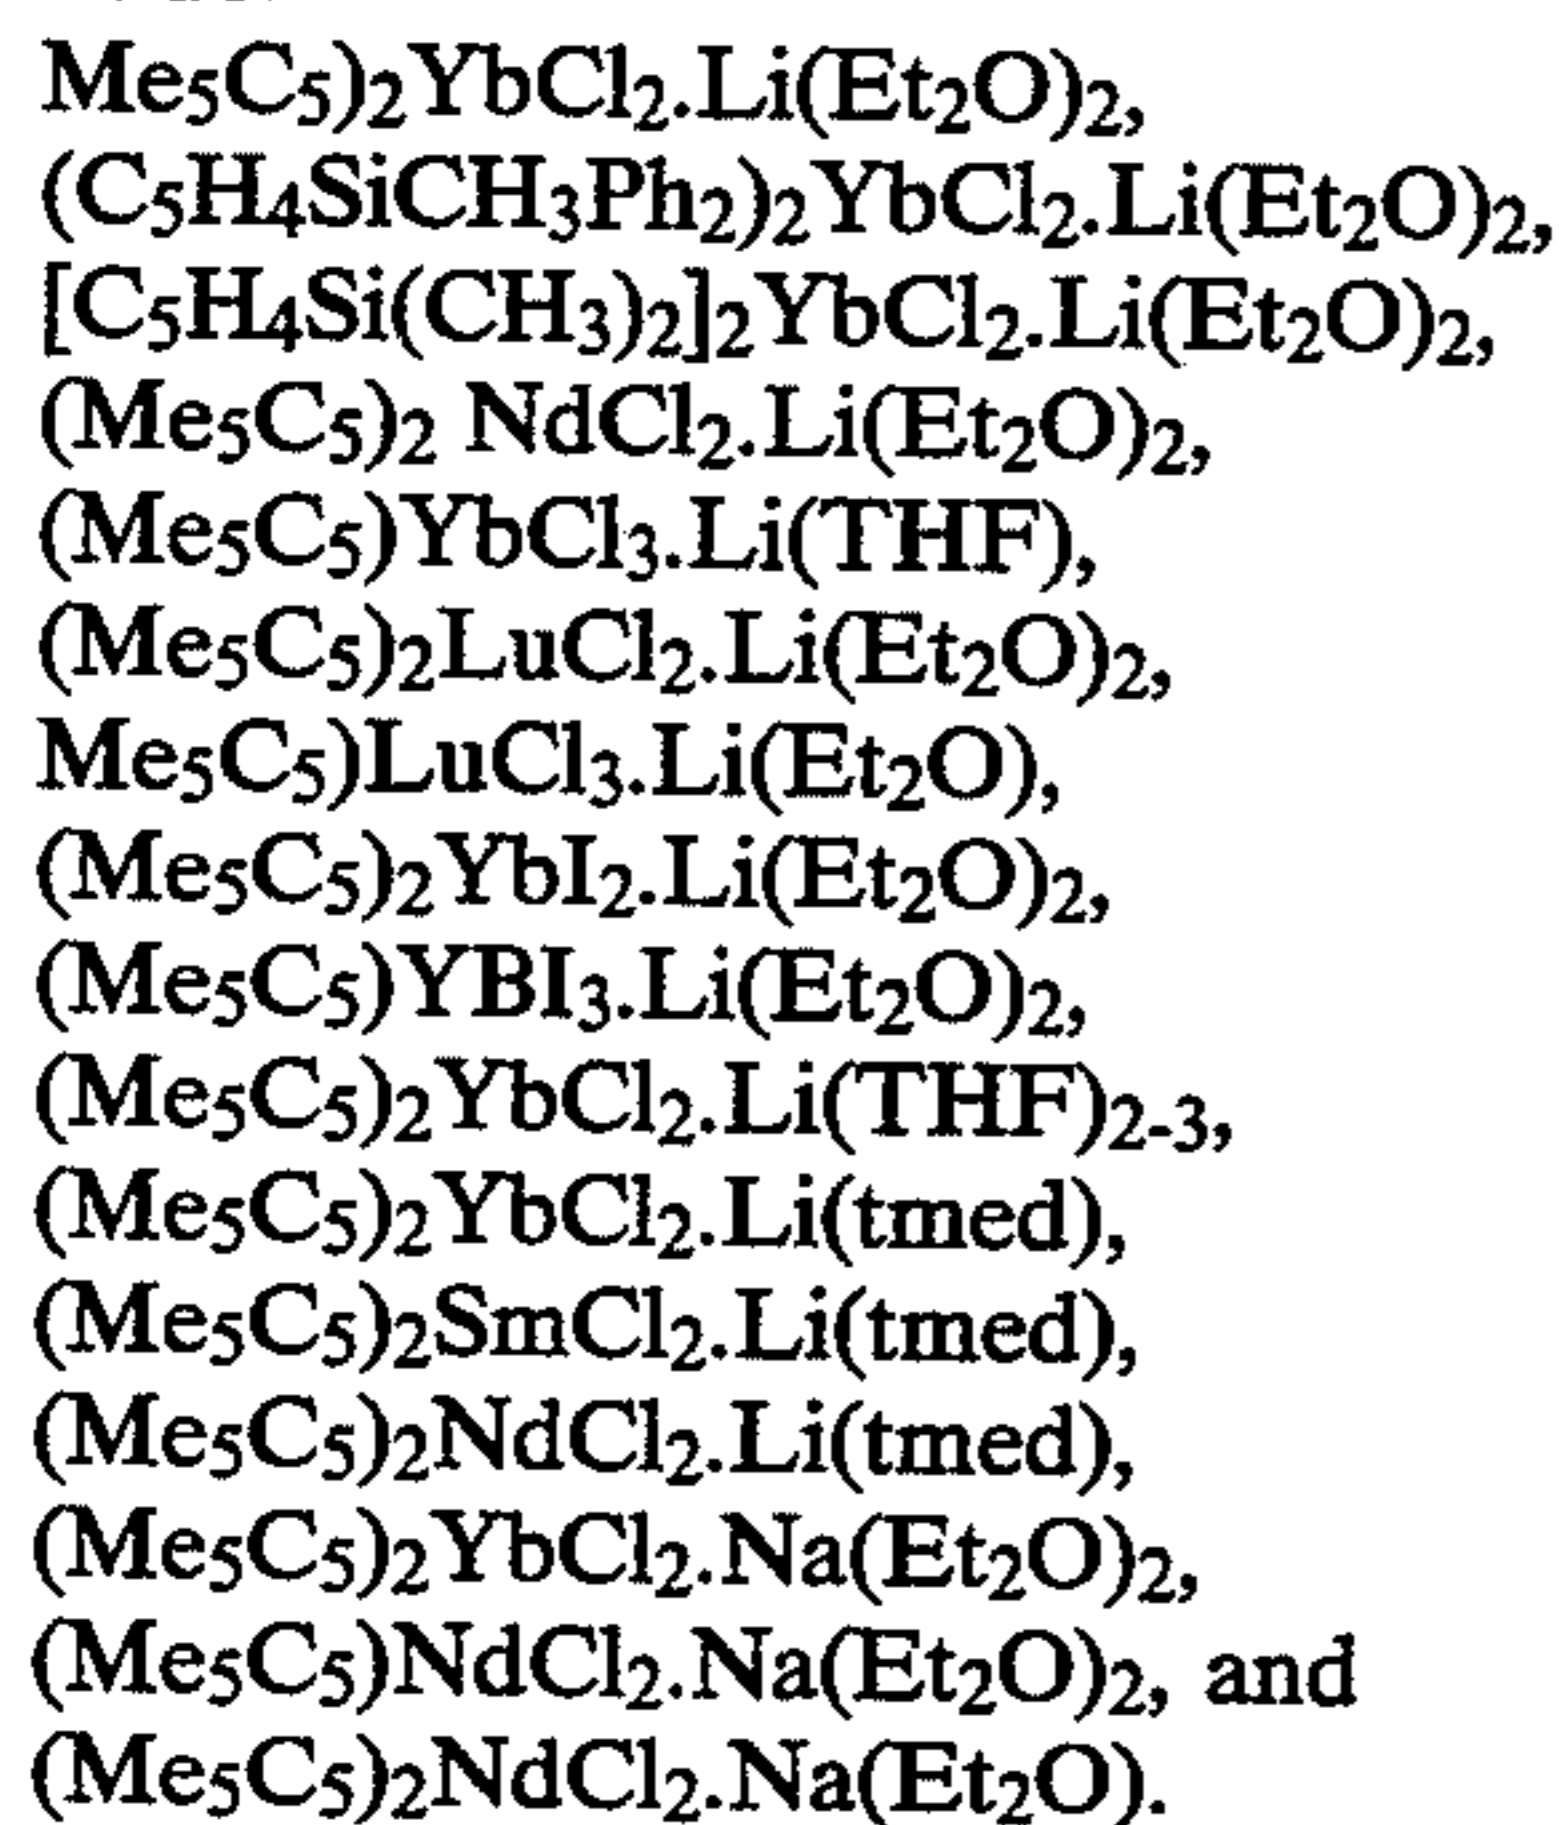 Me5C5)2YbCl2.Li(Et2O)2,
(C5H4SiCH3Ph2)2YbCl2.Li(Et2O)2,
[C5H4Si(CH3)2]2YbCl2.Li(Et2O)2,
(Me5C5)2 NdCl2.Li(Et2O)2,
(Me5C5)YbCl3.Li(THF),
(Me5C5)2LuCl2.Li(Et2O)2,
Me5C5)LuCl3.Li(Et2O),
(Me5C5)2YbI2.Li(Et2O)2,
(Me5C5)YBI3.Li(Et2O)2,
(Me5C5)2YbCl2.Li(THF)2-3,
(Me5C5)2YbCl2.Li(tmed),
(Me5C5)2SmCl2.Li(tmed),
(Me5C5)2NdCl2.Li(tmed),
(Me5C5)2YbCl2.Na(Et2O)2,
(Me5C5)NdCl2.Na(Et2O)2, and
(Me5C5)2NdCl2.Na(Et2O).